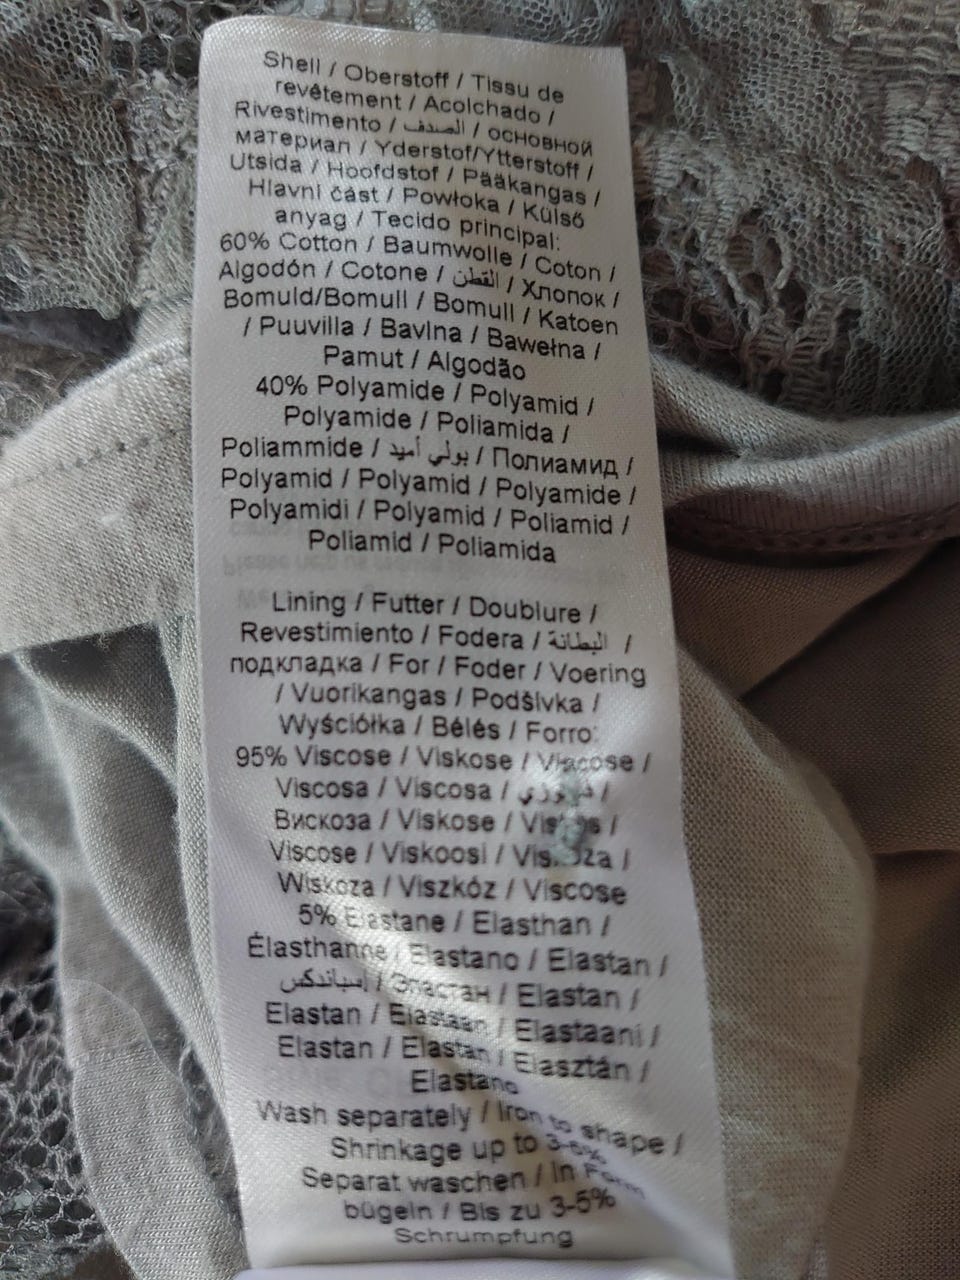 Shell / Oberstoff / Tissu de
revêtement / Acolchado /
Rivestimento / الصدف / основной
материал / Yderstof/Ytterstoff /
Utsida / Hoofdstof / Pääkangas /
Hlavní část / Powłoka / Külső
anyag / Tecido principal:
60% Cotton / Baumwolle / Coton /
Algodón / Cotone / القطن / Хлопок /
Bomuld/Bomull / Bomull / Katoen
/ Puuvilla / Bavlna / Bawełna /
Pamut / Algodão
40% Polyamide / Polyamid /
Polyamide / Poliamida /
Poliammide / بولي أميد / Полиамид /
Polyamid / Polyamid / Polyamide /
Polyamidi / Polyamid / Poliamid /
Poliamid / Poliamida
Lining / Futter / Doublure /
Revestimiento / Fodera / البطانة /
подкладка / For / Foder / Voering
/ Vuorikangas / Podšívka /
Wyściółka / Bélés / Forro:
95% Viscose / Viskose / Viscose /
Viscosa / Viscosa / /
Вискоза / Viskose / /
Viscose / Viskoosi / /
Wiskoza / Viszkóz / Viscose
5% Elastane / Elasthan /
Élasthanne / Elastano / Elastan /
إسباندكس / Эластан / Elastan /
Elastan / Elastaan / Elastaani /
Elastan / Elastan / Elasztán /
Elastano
Wash separately / Iron to shape /
Shrinkage up to
Separat waschen / In Form
bügeln / Bis zu 3-5%
Schrumpfung